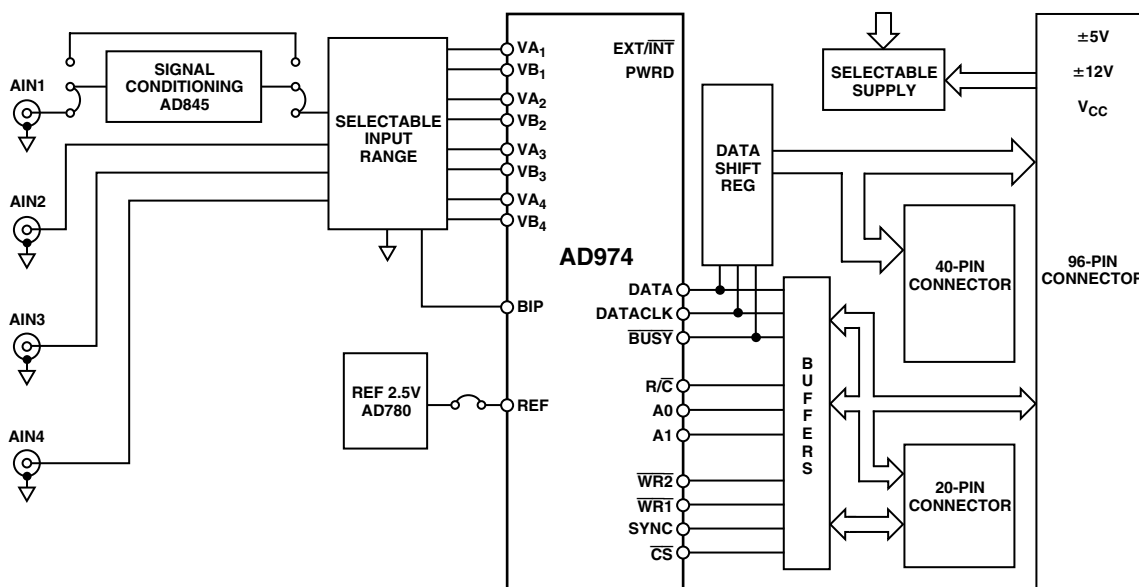 AIN1
SIGNAL
CONDITIONING
AD845
AIN2
AIN3
AIN4
SELECTABLE
INPUT
RANGE
REF 2.5V
AD780
VA1
VB1
VA2
VB2
VA3
VB3
VA4
VB4
BIP
REF
AD974
EXT/INT
PWRD
DATA
DATACLK
BUSY
R/C
A0
A1
WR2
WR1
SYNC
CS
DATA
SHIFT
REG
BUFFERS
SELECTABLE
SUPPLY
40-PIN
CONNECTOR
20-PIN
CONNECTOR
±5V
±12V
VCC
96-PIN
CONNECTOR